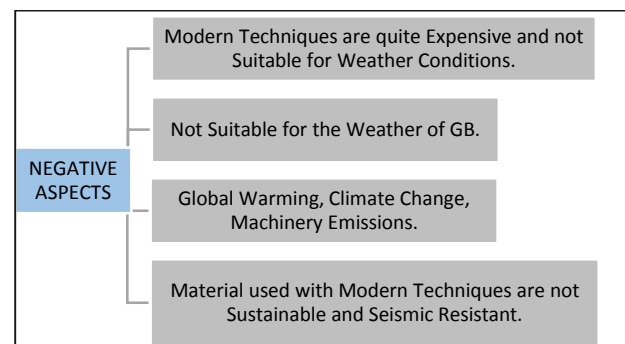 Modern Techniques are quite Expensive and not
Suitable for Weather Conditions.
Not Suitable for the Weather of GB.
NEGATIVE
ASPECTS
Global Warming, Climate Change,
Machinery Emissions.
Material used with Modern Techniques are not
Sustainable and Seismic Resistant.